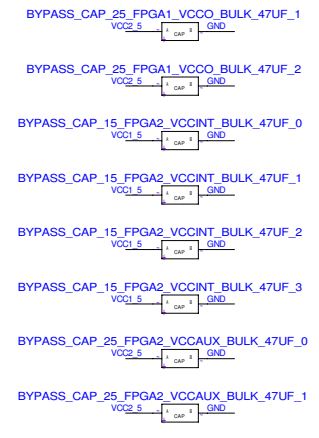 BYPASS_CAP_25_FPGA1_VCCO_BULK_47UF_1
VCC2_5 A CAP B GND
BYPASS_CAP_25_FPGA1_VCCO_BULK_47UF_2
VCC2_5 A CAP B GND
BYPASS_CAP_15_FPGA2_VCCINT_BULK_47UF_0
VCC1_5 A CAP B GND
BYPASS_CAP_15_FPGA2_VCCINT_BULK_47UF_1
VCC1_5 A CAP B GND
BYPASS_CAP_15_FPGA2_VCCINT_BULK_47UF_2
VCC1_5 A CAP B GND
BYPASS_CAP_15_FPGA2_VCCINT_BULK_47UF_3
VCC1_5 A CAP B GND
BYPASS_CAP_25_FPGA2_VCCAUX_BULK_47UF_0
VCC2_5 A CAP B GND
BYPASS_CAP_25_FPGA2_VCCAUX_BULK_47UF_1
VCC2_5 A CAP B GND